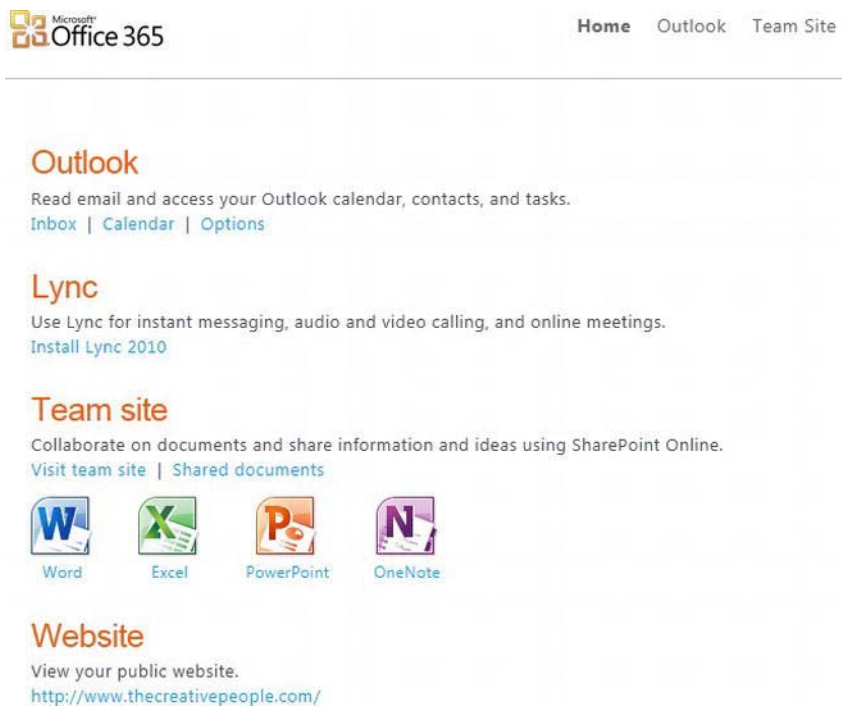 Microsoft®
Office 365
Home Outlook Team Site
Outlook
Read email and access your Outlook calendar, contacts, and tasks.
Inbox | Calendar | Options
Lync
Use Lync for instant messaging, audio and video calling, and online meetings.
Install Lync 2010
Team site
Collaborate on documents and share information and ideas using SharePoint Online.
Visit team site | Shared documents
W X P N
Word Excel PowerPoint OneNote
Website
View your public website.
http://www.thecreativepeople.com/